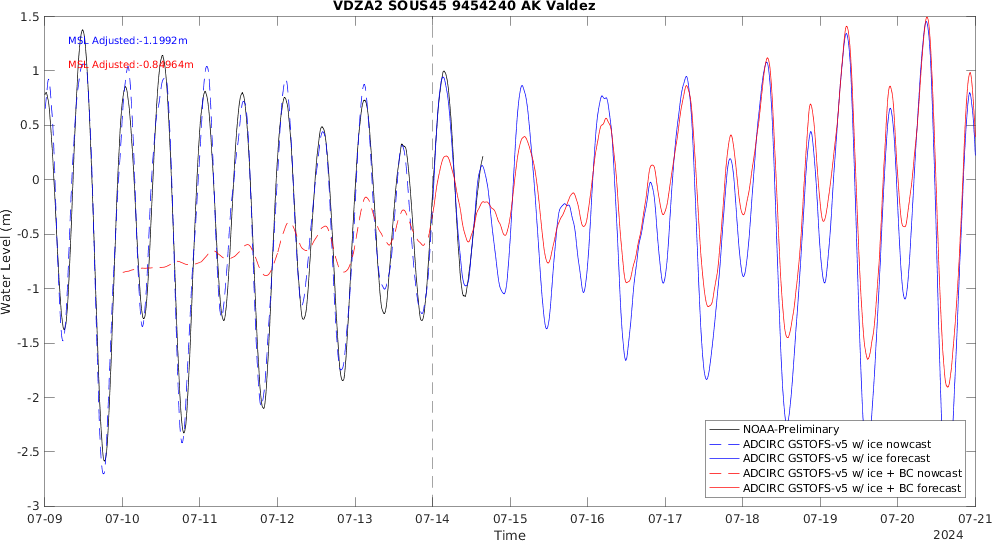 VDZA2 SOUS45 9454240 AK Valdez
MSL Adjusted:-1.1992m
MSL Adjusted:-0.84964m
1.5
1
0.5
0
-0.5
-1
-1.5
-2
-2.5
-3
Water Level (m)
NOAA-Preliminary
ADCIRC GSTOFS-v5 w/ ice nowcast
ADCIRC GSTOFS-v5 w/ ice forecast
ADCIRC GSTOFS-v5 w/ ice + BC nowcast
ADCIRC GSTOFS-v5 w/ ice + BC forecast
07-09 07-10 07-11 07-12 07-13 07-14 07-15 07-16 07-17 07-18 07-19 07-20 07-21
Time
2024